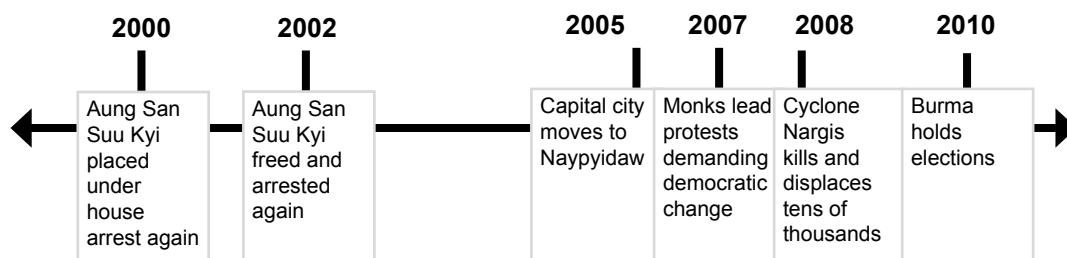 2000
2002
2005
2007
2008
2010
Aung San
Suu Kyi
placed
under
house
arrest again
Aung San
Suu Kyi
freed and
arrested
again
Capital city
moves to
Naypyidaw
Monks lead
protests
demanding
democratic
change
Cyclone
Nargis
kills and
displaces
tens of
thousands
Burma
holds
elections